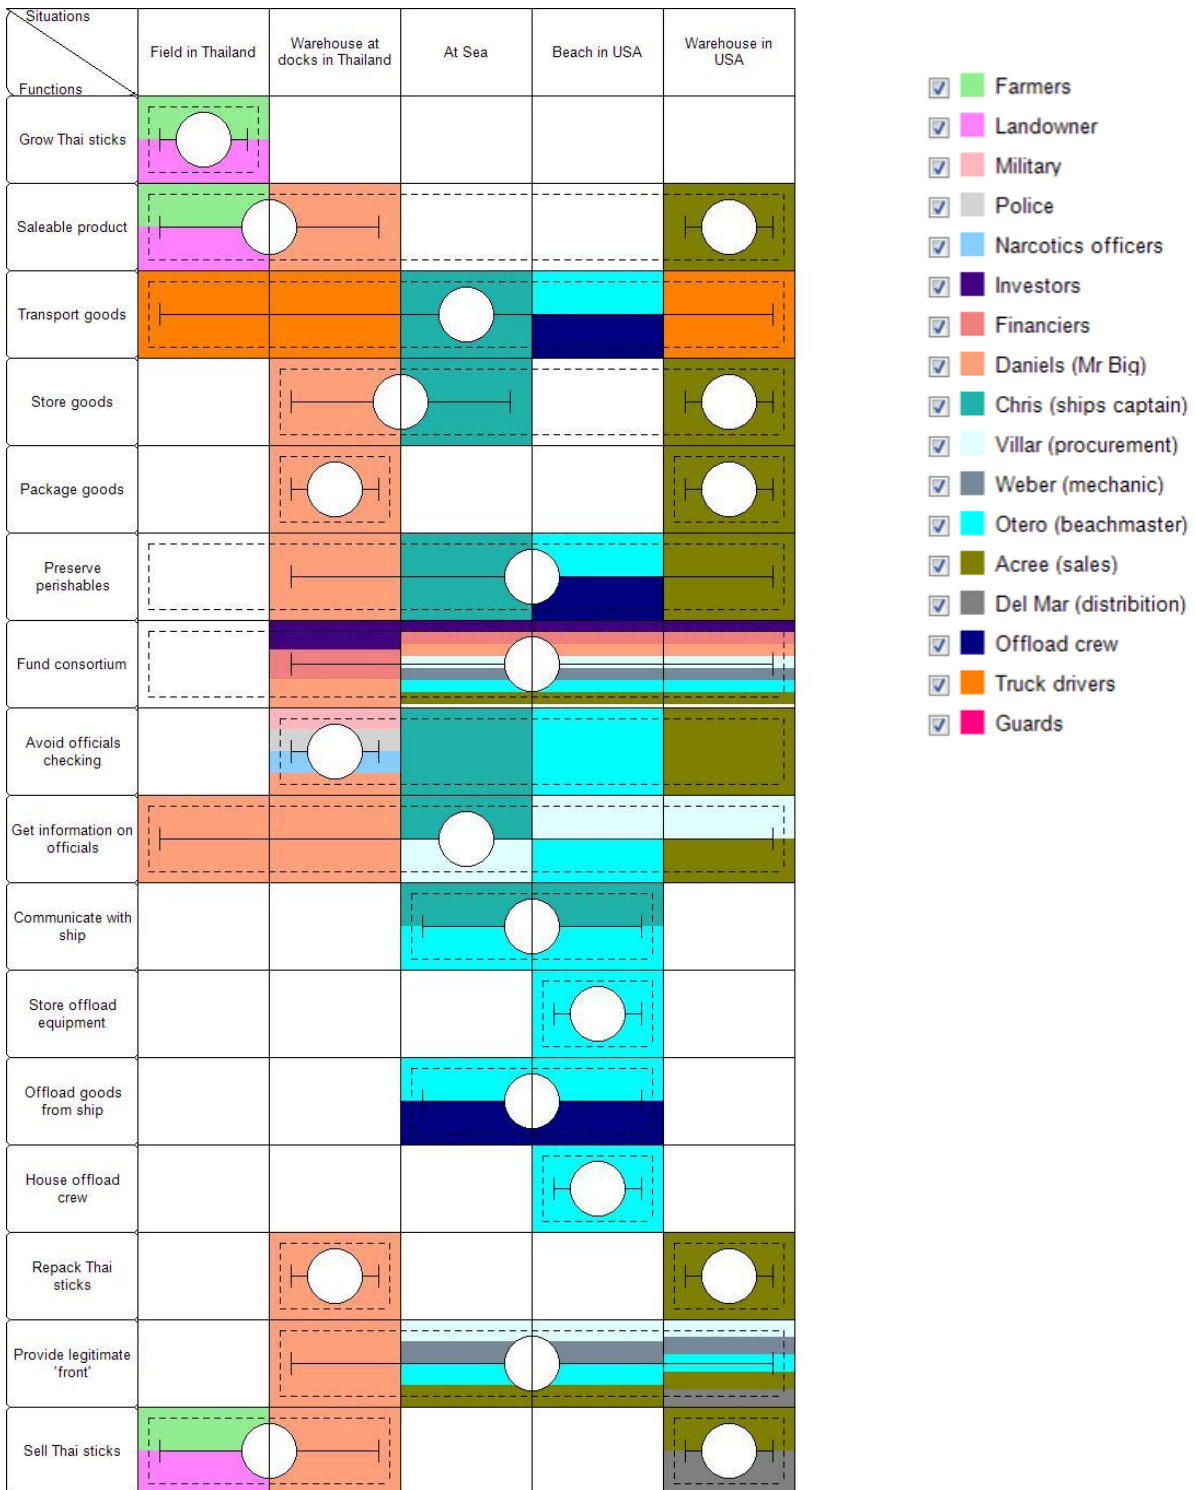 Situations
Functions
Field in Thailand
Warehouse at
docks in Thailand
At Sea
Beach in USA
Warehouse in
USA
Grow Thai sticks
Saleable product
Transport goods
Store goods
Package goods
Preserve
perishables
Fund consortium
Avoid officials
checking
Get information on
officials
Communicate with
ship
Store offload
equipment
Offload goods
from ship
House offload
crew
Repack Thai
sticks
Provide legitimate
'front'
Sell Thai sticks
Farmers
Landowner
Military
Police
Narcotics officers
Investors
Financiers
Daniels (Mr Big)
Chris (ships captain)
Villar (procurement)
Weber (mechanic)
Otero (beachmaster)
Acree (sales)
Del Mar (distribition)
Offload crew
Truck drivers
Guards